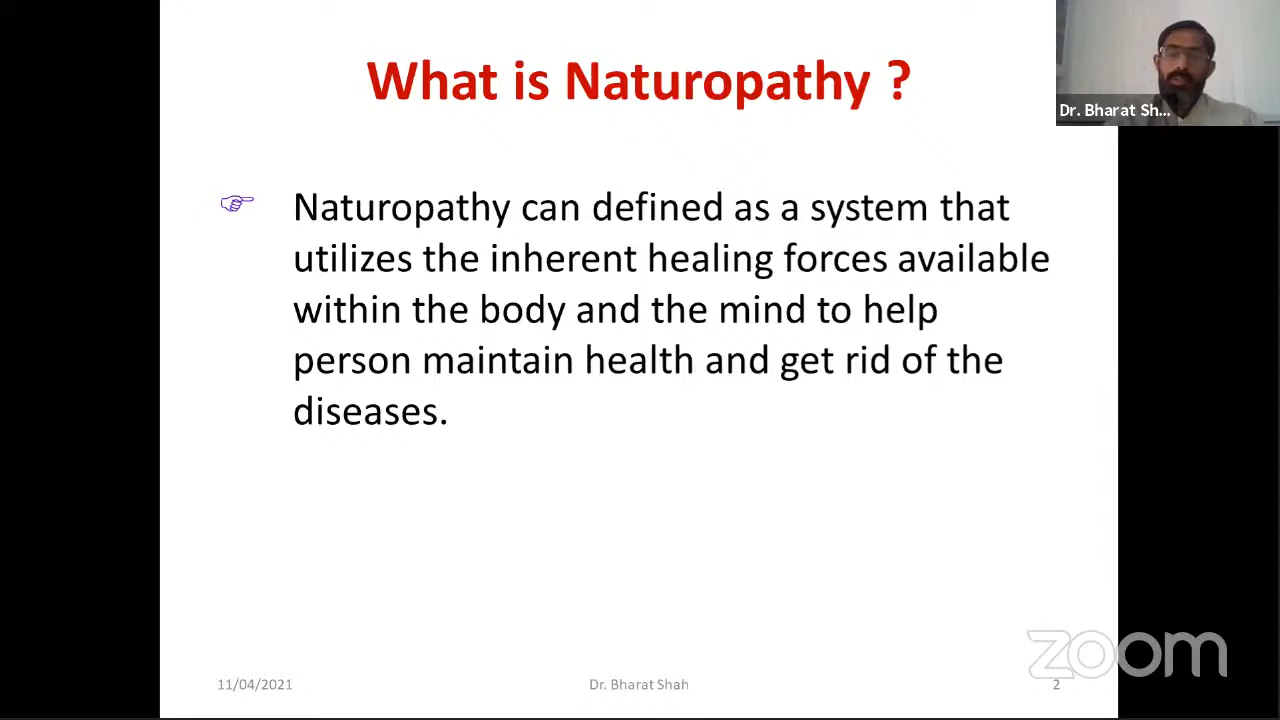 What is Naturopathy ?
Dr. Bharat Sh...
Naturopathy can defined as a system that
utilizes the inherent healing forces available
within the body and the mind to help
person maintain health and get rid of the
diseases.
zoom
11/04/2021
Dr. Bharat Shah
2